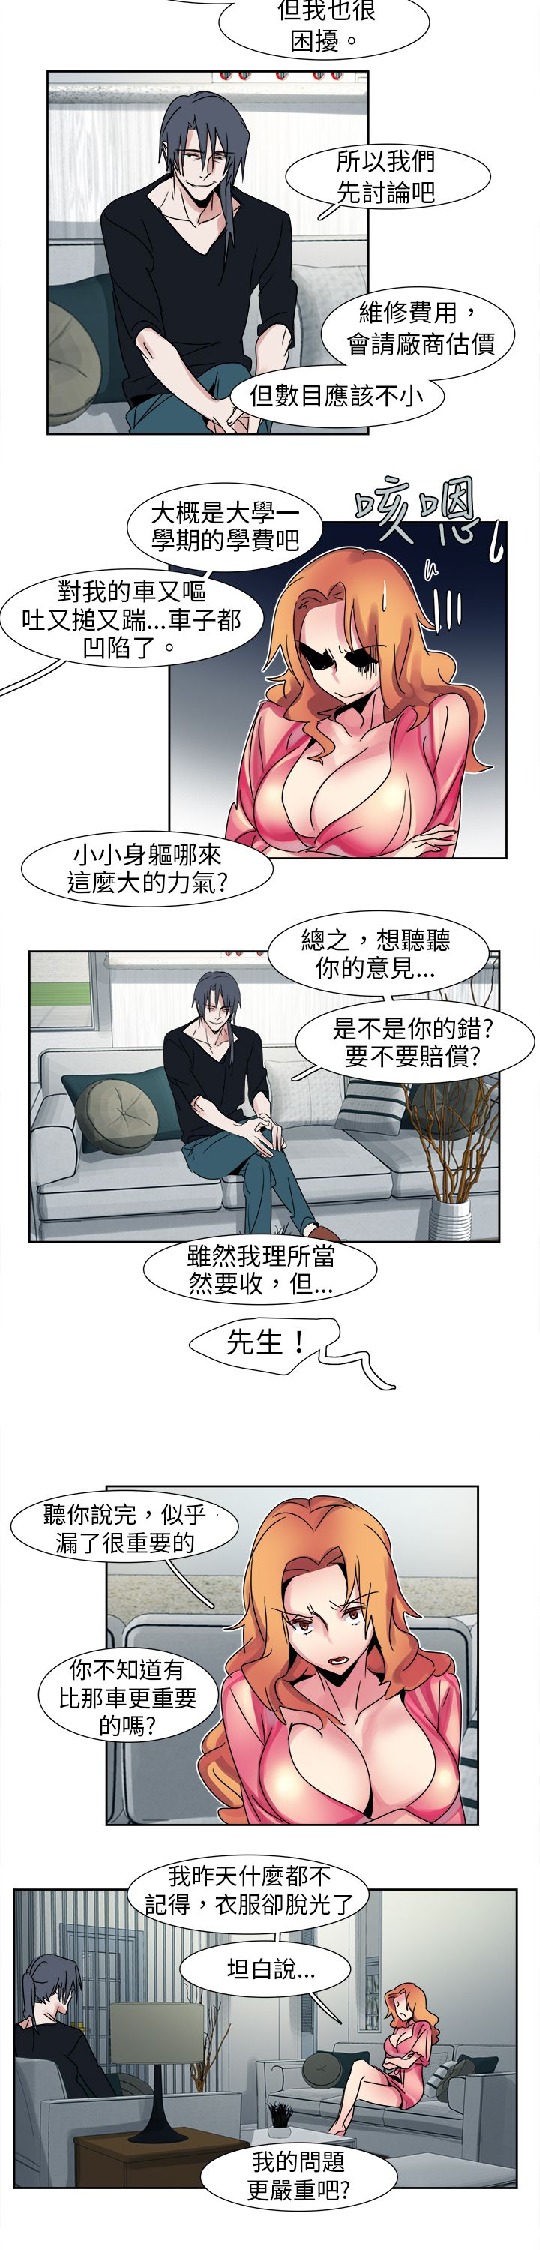 但我也很
困擾。
所以我們
先討論吧
維修費用，
會請廠商估價
但數目應該不小
咳嗯
大概是大學一
學期的學費吧
對我的車又嘔
吐又搥又踹...車子都
凹陷了。
小小身軀哪來
這麼大的力氣?
總之，想聽聽
你的意見...
是不是你的錯?
要不要賠償?
雖然我理所當
然要收，但...
先生！
聽你說完，似乎
漏了很重要的
你不知道有
比那車更重要
的嗎?
我昨天什麼都不
記得，衣服卻脫光了
坦白說...
我的問題
更嚴重吧?